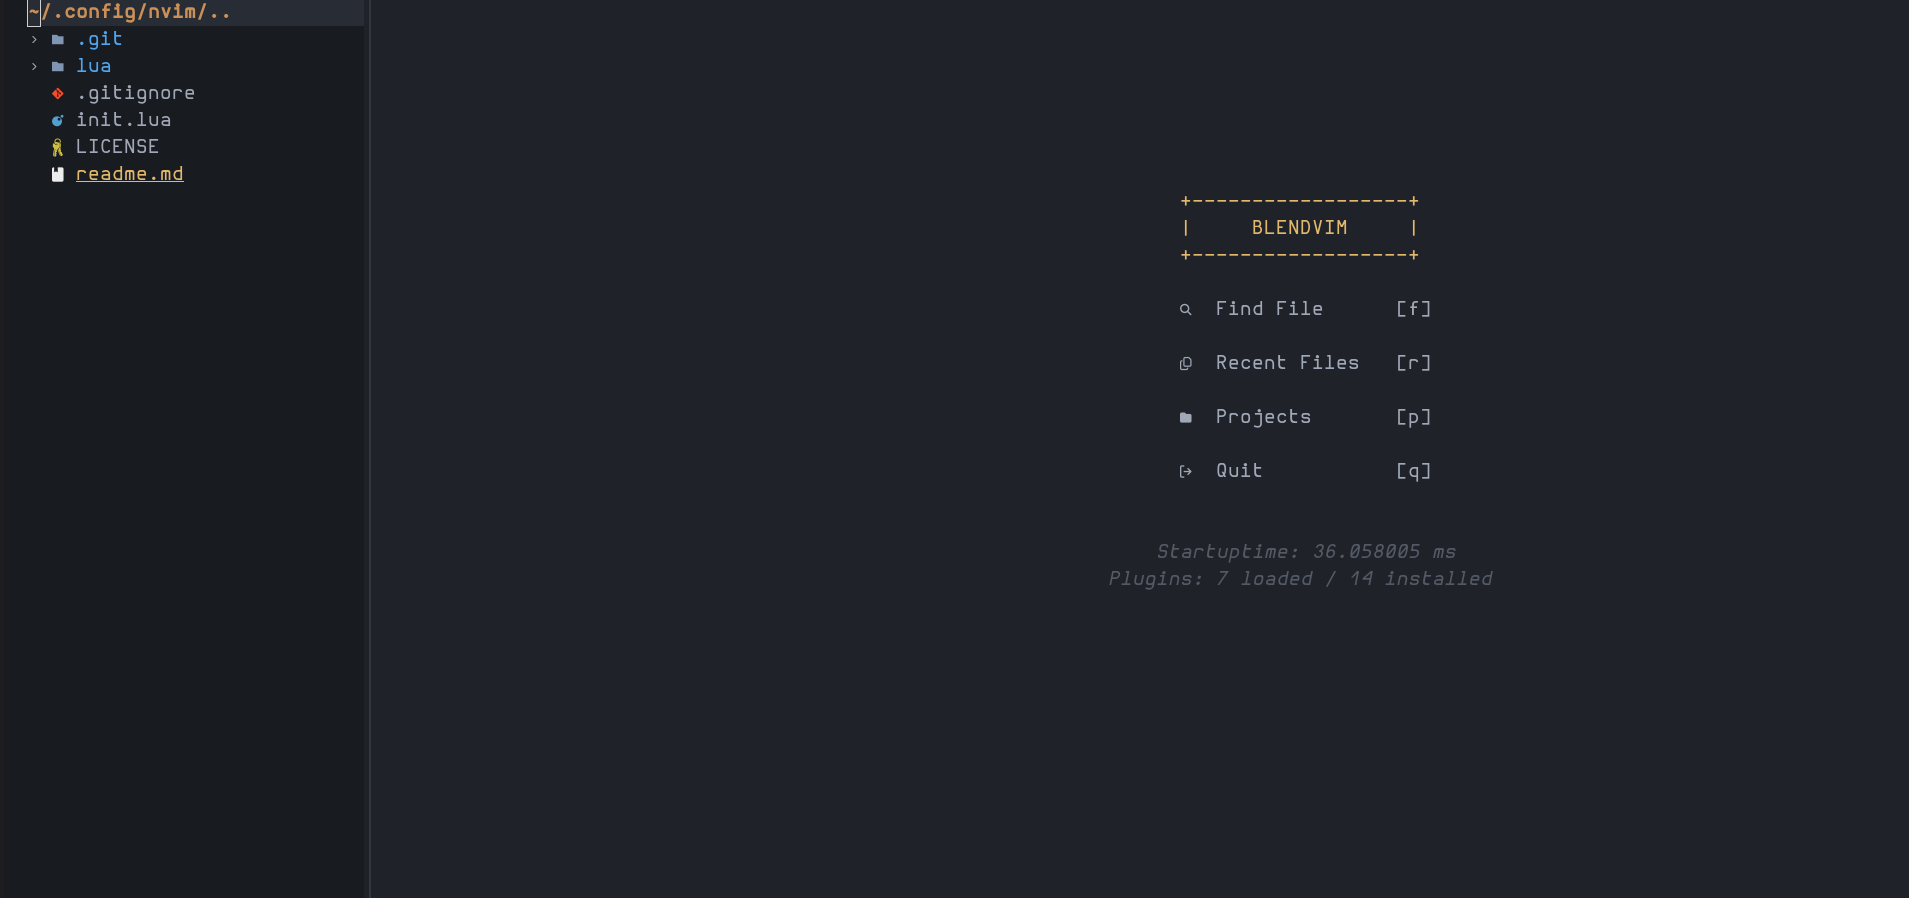 ~/.config/nvim/..
.git
lua
.gitignore
init.lua
LICENSE
readme.md
+------------------+
|     BLENDVIM     |
+------------------+
Find File [f]
Recent Files [r]
Projects [p]
Quit [q]
Startuptime: 36.058005 ms
Plugins: 7 loaded / 14 installed